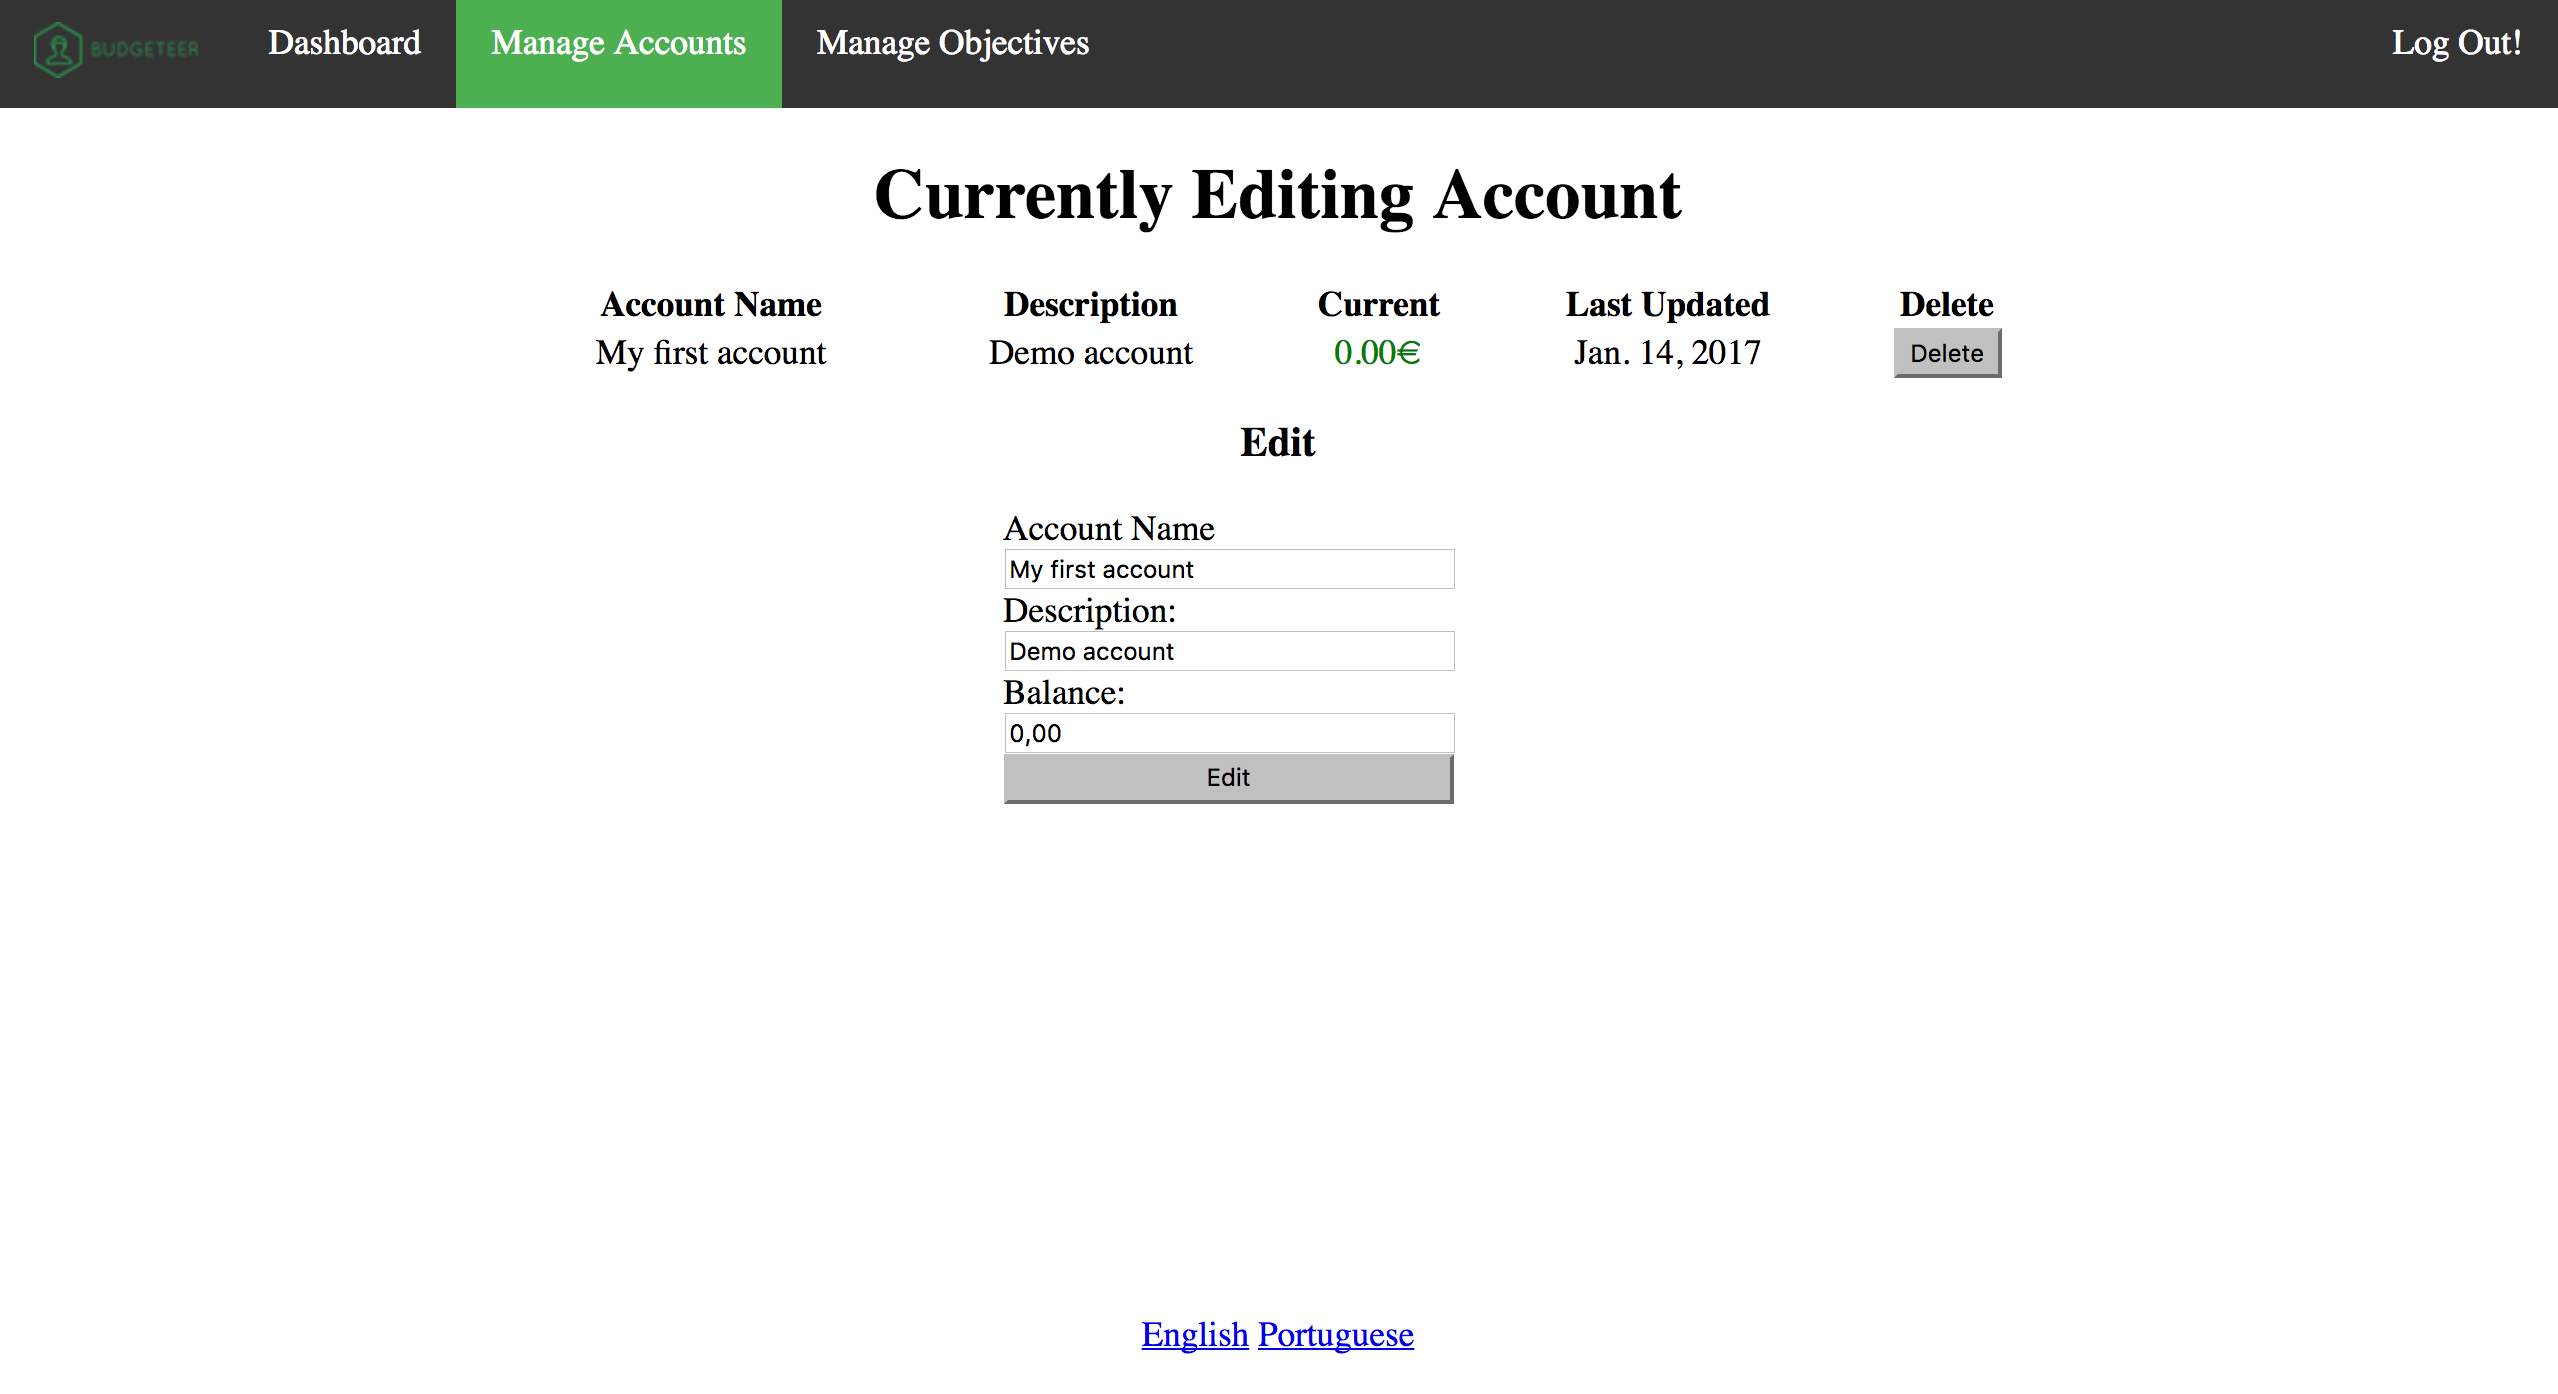 BUDGETEER Dashboard Manage Accounts Manage Objectives Log Out!
Currently Editing Account
Account Name Description Current Last Updated Delete
My first account Demo account 0.00€ Jan. 14, 2017 Delete
Edit
Account Name
My first account
Description:
Demo account
Balance:
0,00
Edit
English Portuguese